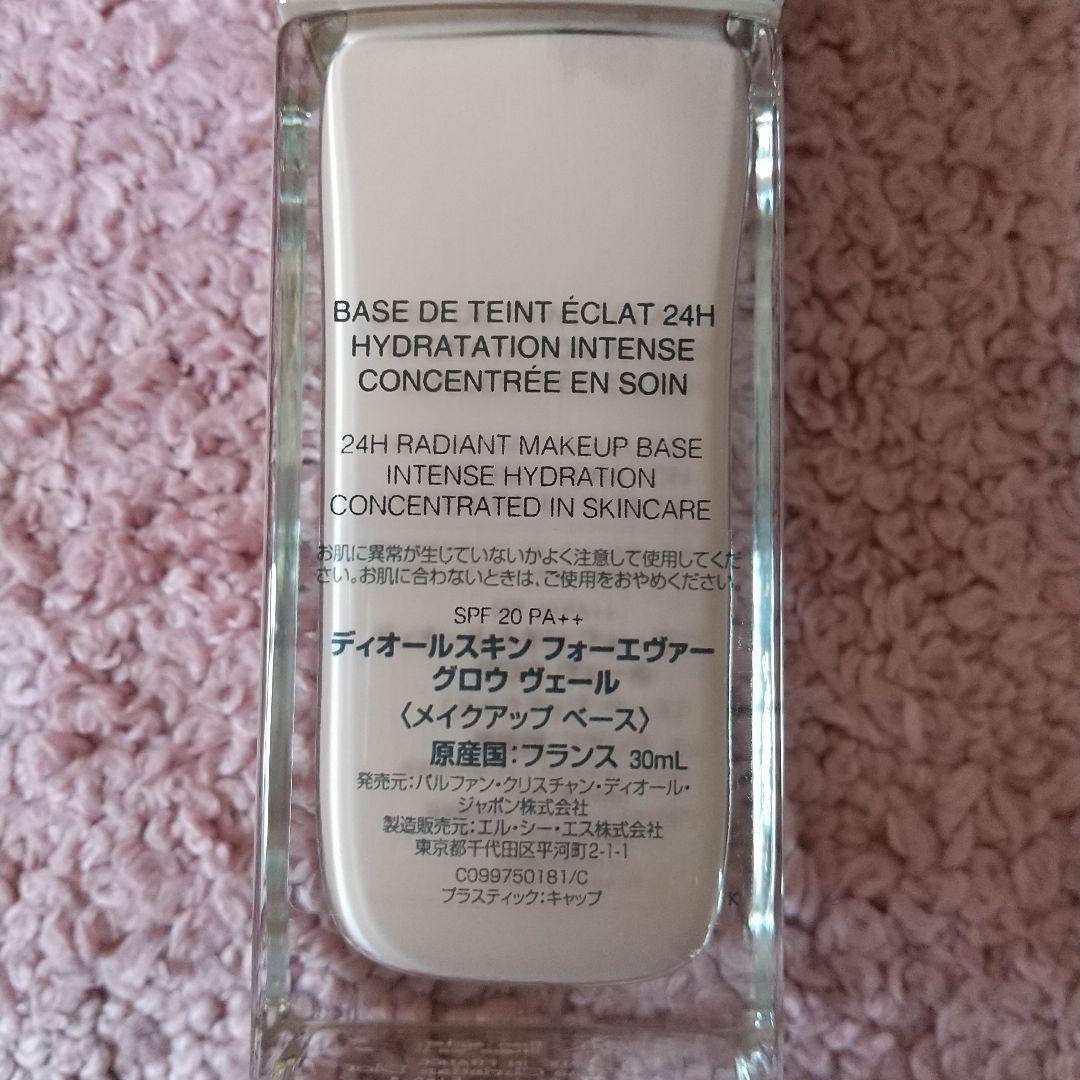 BASE DE TEINT ÉCLAT 24H
HYDRATATION INTENSE
CONCENTRÉE EN SOIN
24H RADIANT MAKEUP BASE
INTENSE HYDRATION
CONCENTRATED IN SKINCARE
お肌に異常が生じていないかよく注意して使用してくだ
さい。お肌に合わないときは、ご使用をおやめください。
SPF 20 PA++
ディオールスキン フォーエヴァー
グロウ ヴェール
〈メイクアップ ベース〉
原産国:フランス 30mL
発売元:パルファン・クリスチャン・ディオール・
ジャポン株式会社
製造販売元:エル・シー・エス株式会社
東京都千代田区平河町2-1-1
C099750181/C
プラスティック:キャップ
K